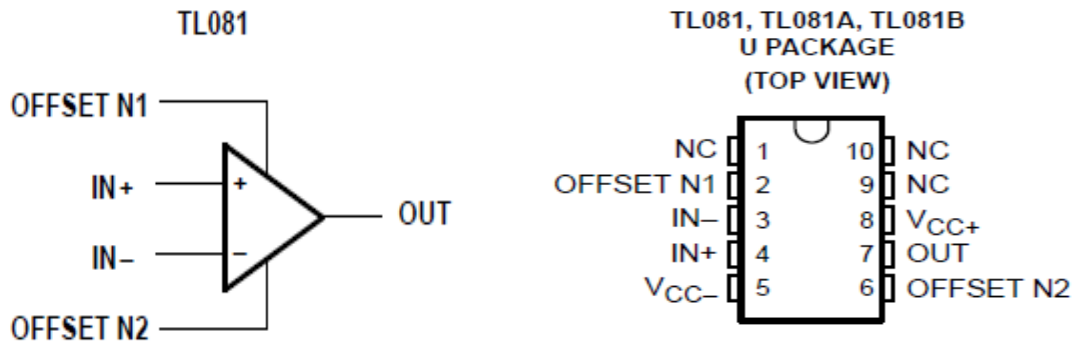 TL081
OFFSET N1
IN+
+
IN–
−
OUT
OFFSET N2
TL081, TL081A, TL081B
U PACKAGE
(TOP VIEW)
NC 1 10 NC
OFFSET N1 2 9 NC
IN– 3 8 VCC+
IN+ 4 7 OUT
VCC– 5 6 OFFSET N2